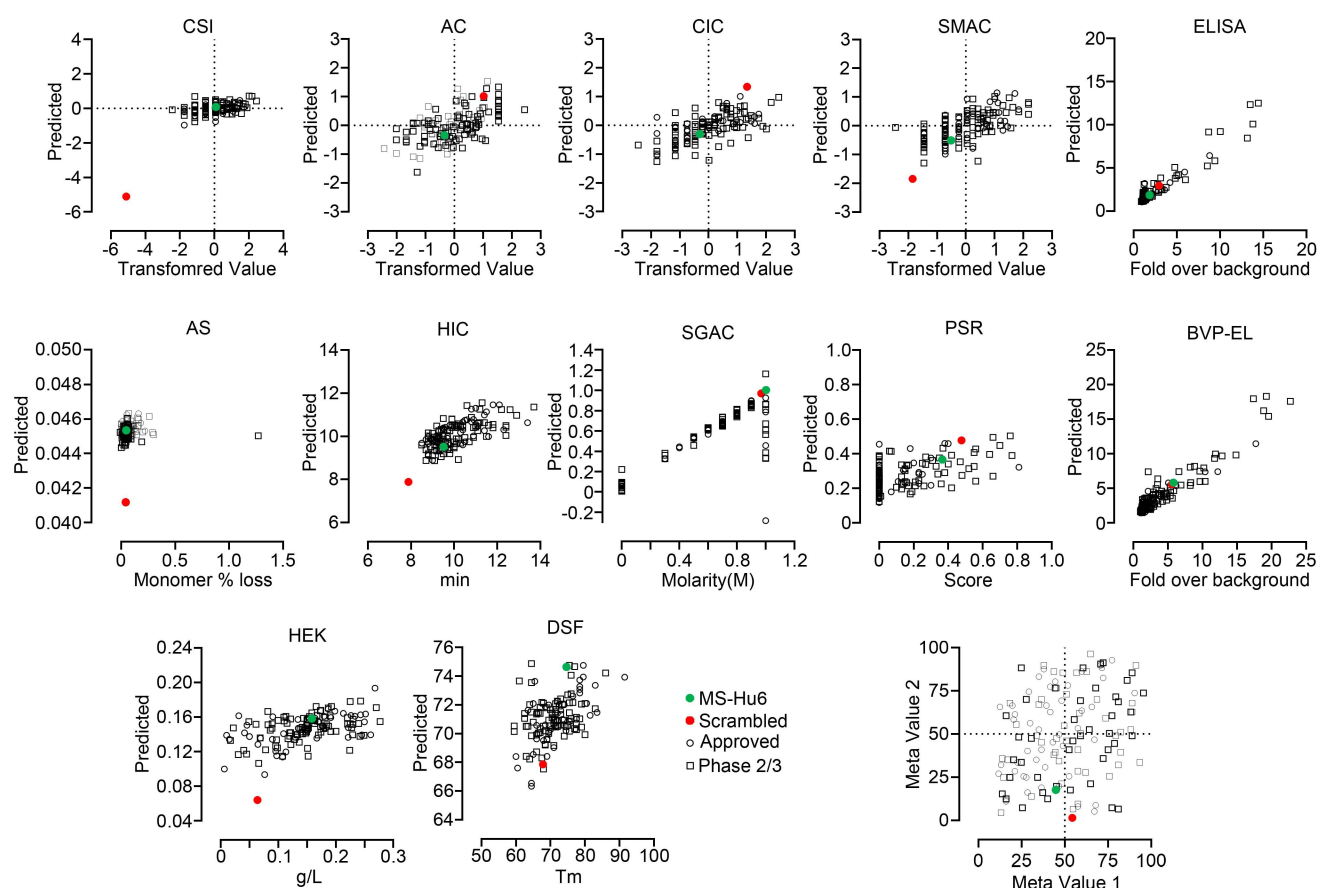 CSI
4
2
0
-2
-4
-6
Predicted
-6 -4 -2 0 2 4
Transfomred Value
AC
3
2
1
0
-1
-2
-3
Predicted
-3 -2 -1 0 1 2 3
Transformed Value
CIC
3
2
1
0
-1
-2
-3
Predicted
-3 -2 -1 0 1 2 3
Transformed Value
SMAC
3
2
1
0
-1
-2
-3
Predicted
-3 -2 -1 0 1 2 3
Transformed Value
ELISA
20
15
10
5
0
Predicted
0 5 10 15 20
Fold over background
AS
0.050
0.048
0.046
0.044
0.042
0.040
Predicted
0 0.5 1.0 1.5
Monomer % loss
HIC
14
12
10
8
6
Predicted
6 8 10 12 14
min
SGAC
1.4
1.2
1.0
0.8
0.6
0.4
0.2
0
-0.2
Predicted
0 0.4 0.8 1.2
Molarity(M)
PSR
1.0
0.8
0.6
0.4
0.2
0
Predicted
0 0.2 0.4 0.6 0.8 1.0
Score
BVP-EL
25
20
15
10
5
0
Predicted
0 5 10 15 20 25
Fold over background
HEK
0.24
0.20
0.16
0.12
0.08
0.04
Predicted
0 0.1 0.2 0.3
g/L
DSF
76
74
72
70
68
66
64
Predicted
50 60 70 80 90 100
Tm
MS-Hu6
Scrambled
Approved
Phase 2/3
100
75
50
25
0
Meta Value 2
0 25 50 75 100
Meta Value 1